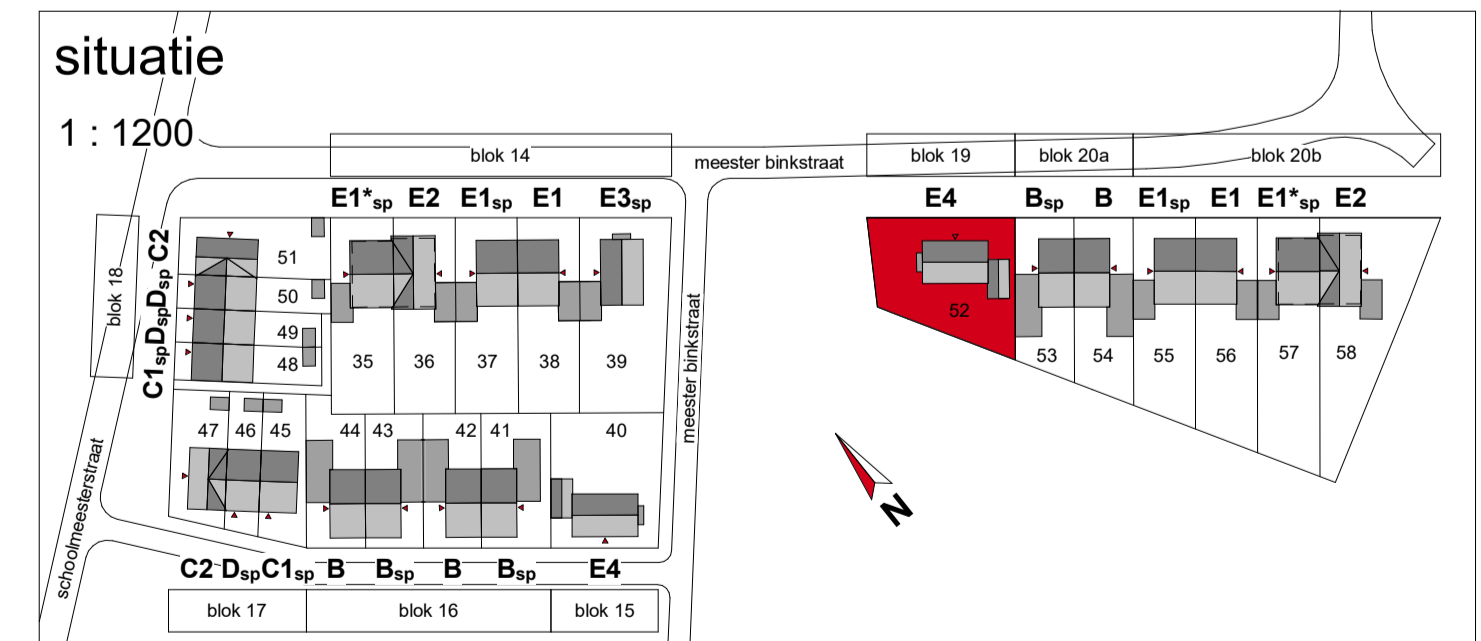 situatie
1 : 1200
blok 14
meester binkstraat
blok 19
blok 20a
blok 20b
E1*sp E2 E1sp E1 E3sp
E4 Bsp B E1sp E1 E1*sp E2
blok 18
C1sp Dsp Dsp C2
51
50
49
48
35 36 37 38 39
52
53 54 55 56 57 58
meester binkstraat
47 46 45 44 43 42 41 40
schoolmeesterstraat
N
C2 Dsp C1sp B Bsp B Bsp E4
blok 17
blok 16
blok 15